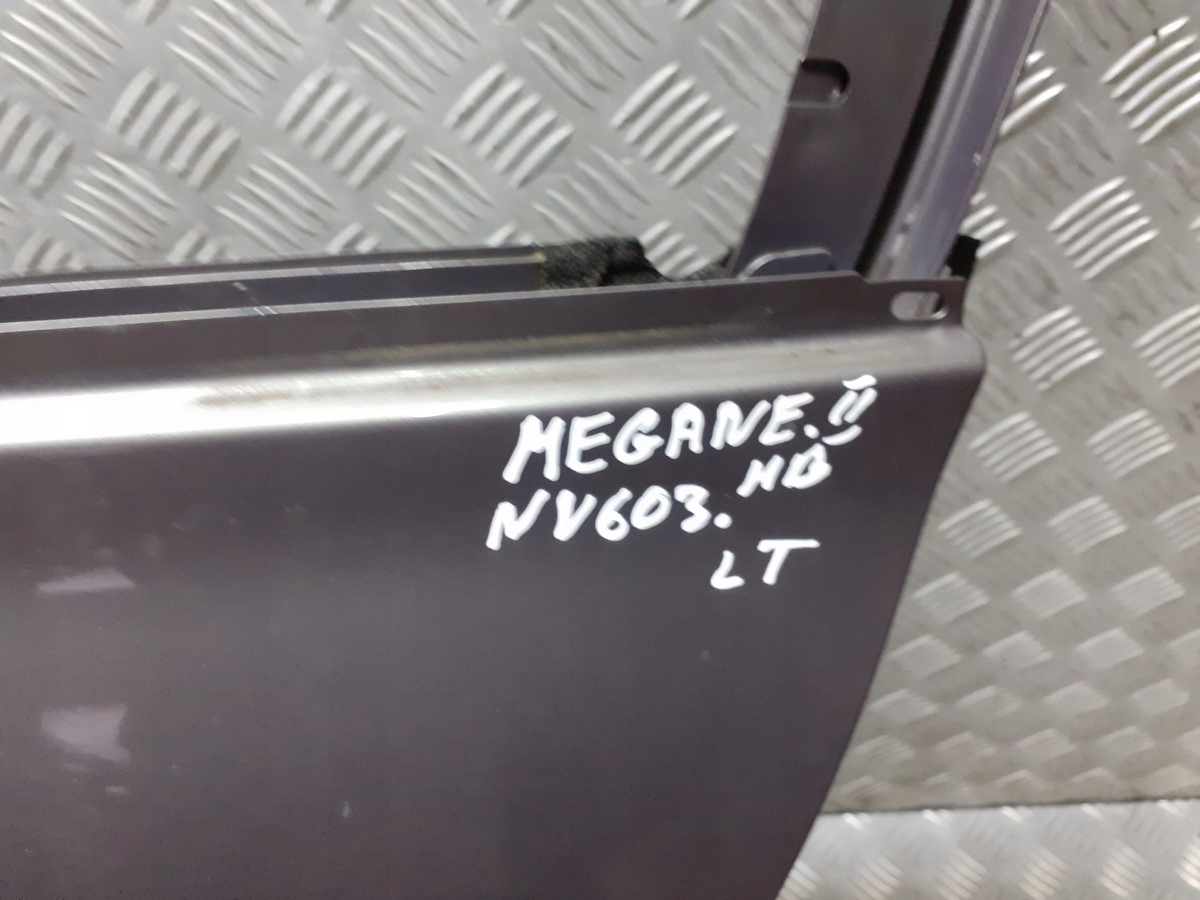 MEGANE. II
HB
NV603.
LT